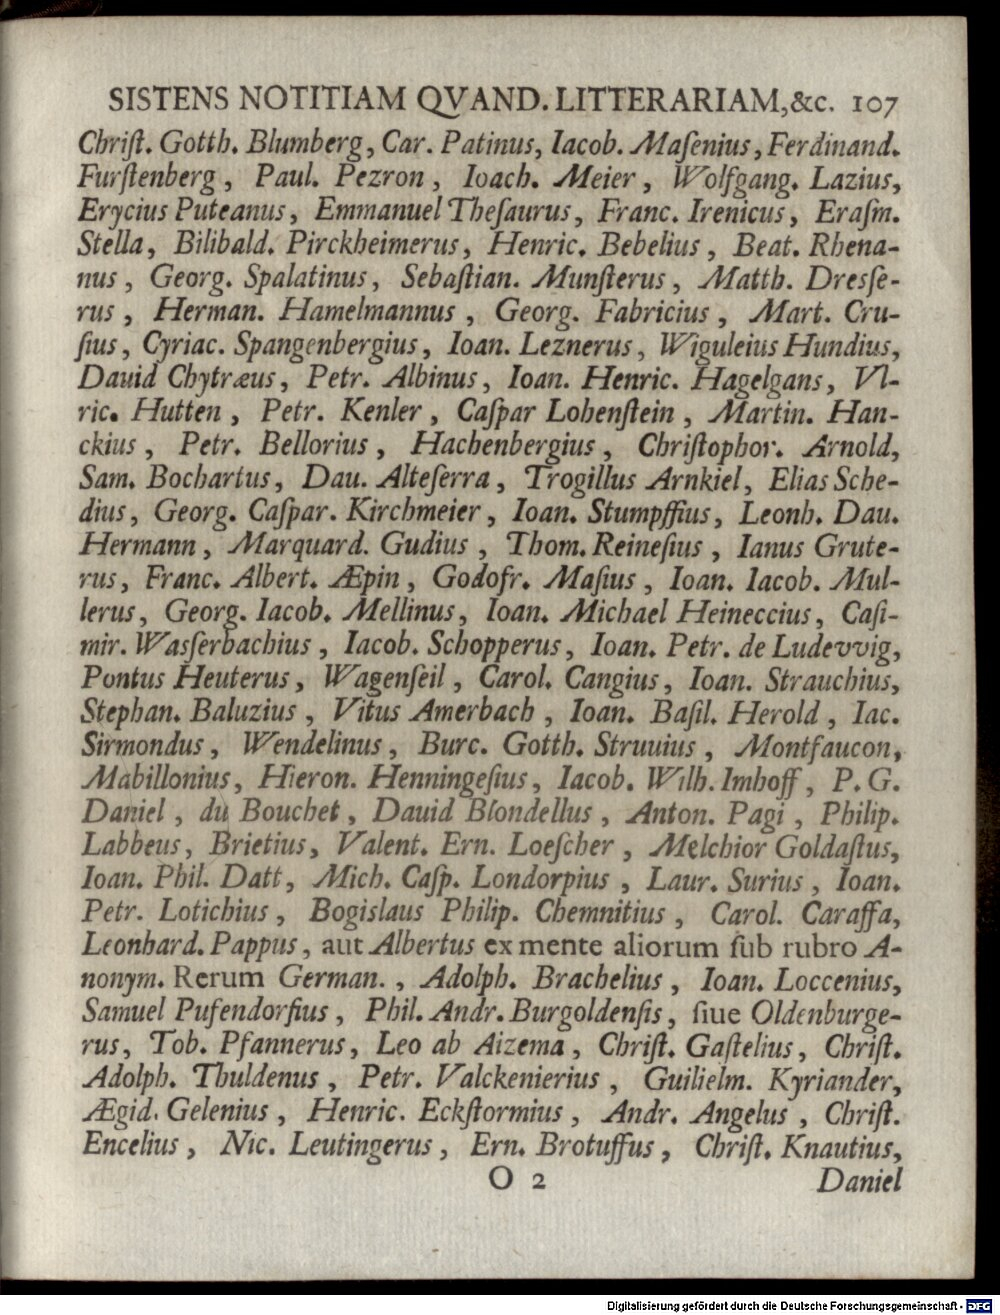 SISTENS NOTITIAM QVAND. LITTERARIAM,&c. 107
Chriſt. Gotth. Blumberg, Car. Patinus, Iacob. Maſenius, Ferdinand.
Furſtenberg, Paul. Pezron, Ioach. Meier, Wolfgang. Lazius,
Erycius Puteanus, Emmanuel Theſaurus, Franc. Irenicus, Eraſm.
Stella, Bilibald. Pirckheimerus, Henric. Bebelius, Beat. Rhena-
nus, Georg. Spalatinus, Sebaſtian. Munſterus, Matth. Dresſe-
rus, Herman. Hamelmannus, Georg. Fabricius, Mart. Cru-
ſius, Cyriac. Spangenbergius, Ioan. Leznerus, Wiguleius Hundius,
Dauid Chytræus, Petr. Albinus, Ioan. Henric. Hagelgans, Vl-
ric. Hutten, Petr. Kenler, Caſpar Lohenſtein, Martin. Han-
ckius, Petr. Bellorius, Hachenbergius, Chriſtophor. Arnold,
Sam. Bochartus, Dau. Alteſerra, Trogillus Arnkiel, Elias Sche-
dius, Georg. Caſpar. Kirchmeier, Ioan. Stumpffius, Leonh. Dau.
Hermann, Marquard. Gudius, Thom. Reineſius, Ianus Grute-
rus, Franc. Albert. Æpin, Godofr. Maſius, Ioan. Iacob. Mul-
lerus, Georg. Iacob. Mellinus, Ioan. Michael Heineccius, Caſi-
mir. Wasſerbachius, Iacob. Schopperus, Ioan. Petr. de Ludevvig,
Pontus Heuterus, Wagenſeil, Carol. Cangius, Ioan. Strauchius,
Stephan. Baluzius, Vitus Amerbach, Ioan. Baſil. Herold, Iac.
Sirmondus, Wendelinus, Burc. Gotth. Struuius, Montfaucon,
Mabillonius, Hieron. Henningeſius, Iacob. Wilh. Imhoff, P. G.
Daniel, du Bouchet, Dauid Blondellus, Anton. Pagi, Philip.
Labbeus, Brietius, Valent. Ern. Loeſcher, Melchior Goldaſtus,
Ioan. Phil. Datt, Mich. Caſp. Londorpius, Laur. Surius, Ioan.
Petr. Lotichius, Bogislaus Philip. Chemnitius, Carol. Caraffa,
Leonhard. Pappus, aut Albertus ex mente aliorum ſub rubro A-
nonym. Rerum German., Adolph. Brachelius, Ioan. Loccenius,
Samuel Pufendorfius, Phil. Andr. Burgoldenſis, ſiue Oldenburge-
rus, Tob. Pfannerus, Leo ab Aizema, Chriſt. Gaſtelius, Chriſt.
Adolph. Thuldenus, Petr. Valckenierius, Guilielm. Kyriander,
Ægid. Gelenius, Henric. Eckſtormius, Andr. Angelus, Chriſt.
Encelius, Nic. Leutingerus, Ern. Brotuffus, Chriſt. Knautius,
O 2 Daniel
Digitalisierung gefördert durch die Deutsche Forschungsgemeinschaft - DFG